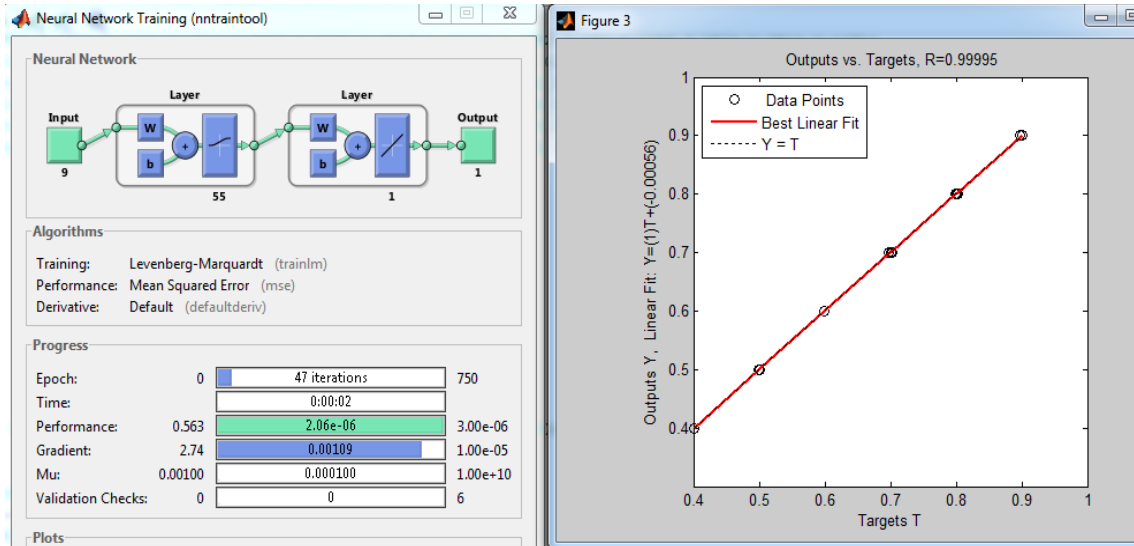 Neural Network Training (nntraintool)
Neural Network
Layer Layer
Input Output
W W
b b
+ +
9 1
55 1
Algorithms
Training: Levenberg-Marquardt (trainlm)
Performance: Mean Squared Error (mse)
Derivative: Default (defaultderiv)
Progress
Epoch: 0 47 iterations 750
Time: 0:00:02
Performance: 0.563 2.06e-06 3.00e-06
Gradient: 2.74 0.00109 1.00e-05
Mu: 0.00100 0.000100 1.00e+10
Validation Checks: 0 0 6
Plots
Figure 3
Outputs vs. Targets, R=0.99995
Data Points
Best Linear Fit
Y = T
Outputs Y, Linear Fit: Y=(1)T+(-0.00056)
1
0.9
0.8
0.7
0.6
0.5
0.4
0.4 0.5 0.6 0.7 0.8 0.9 1
Targets T